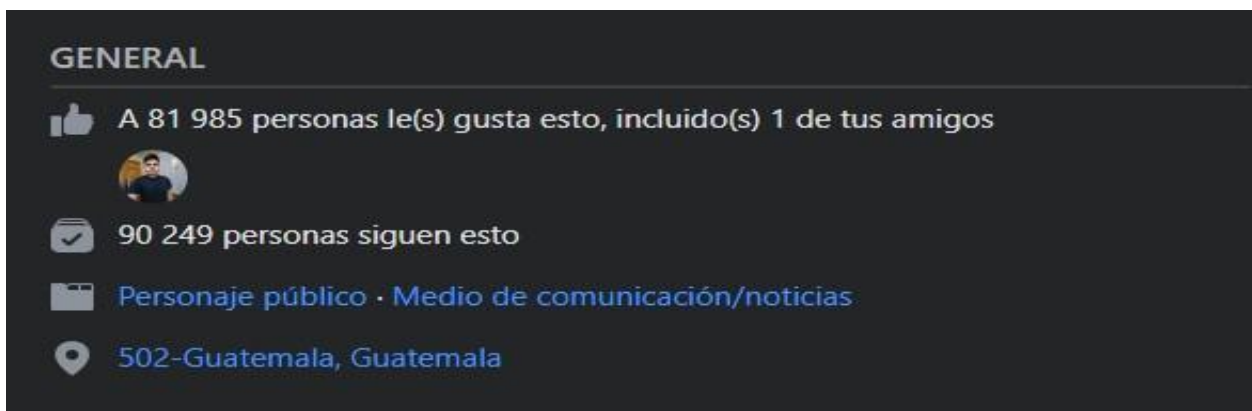 GENERAL
A 81 985 personas le(s) gusta esto, incluido(s) 1 de tus amigos
90 249 personas siguen esto
Personaje público · Medio de comunicación/noticias
502-Guatemala, Guatemala